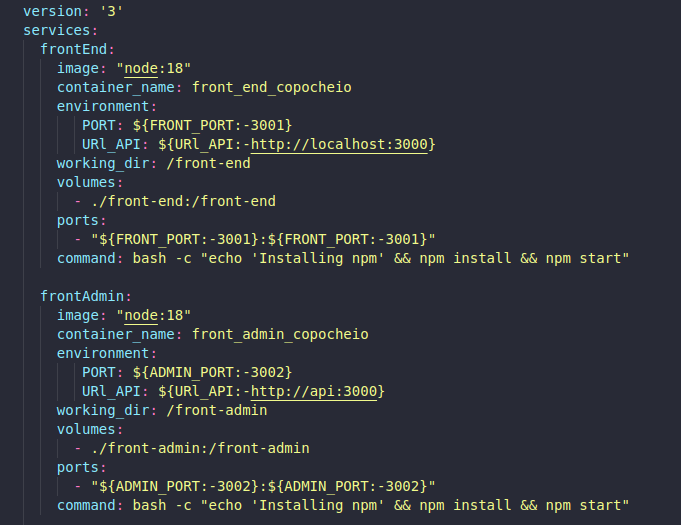 version: '3'
services:
  frontEnd:
    image: "node:18"
    container_name: front_end_copocheio
    environment:
       PORT: ${FRONT_PORT:-3001}
       URl_API: ${URl_API:-http://localhost:3000}
    working_dir: /front-end
    volumes:
      - ./front-end:/front-end
    ports:
      - "${FRONT_PORT:-3001}:${FRONT_PORT:-3001}"
    command: bash -c "echo 'Installing npm' && npm install && npm start"

  frontAdmin:
    image: "node:18"
    container_name: front_admin_copocheio
    environment:
       PORT: ${ADMIN_PORT:-3002}
       URl_API: ${URl_API:-http://api:3000}
    working_dir: /front-admin
    volumes:
      - ./front-admin:/front-admin
    ports:
      - "${ADMIN_PORT:-3002}:${ADMIN_PORT:-3002}"
    command: bash -c "echo 'Installing npm' && npm install && npm start"